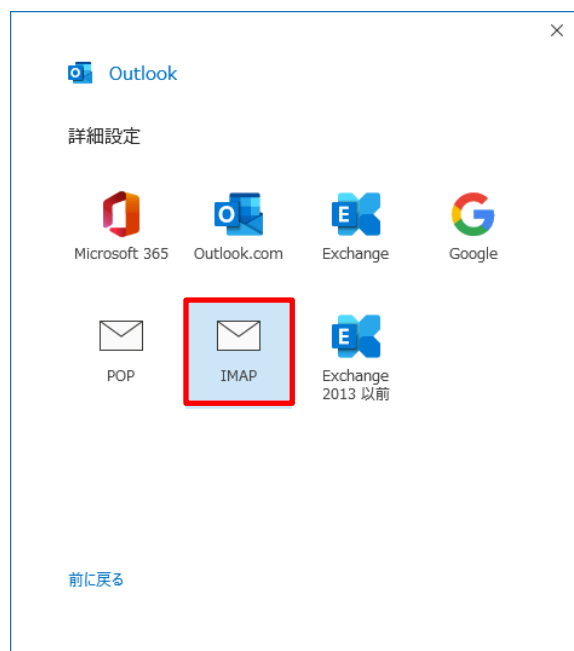 Outlook
詳細設定
Microsoft 365 Outlook.com Exchange Google
POP IMAP Exchange
2013 以前
前に戻る